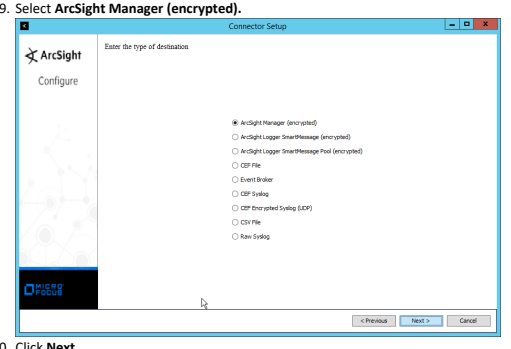 9. Select ArcSight Manager (encrypted).
Connector Setup
ArcSight
Configure
Enter the type of destination
ArcSight Manager (encrypted)
ArcSight Logger SmartMessage (encrypted)
ArcSight Logger SmartMessage Pool (encrypted)
CEF File
Event Broker
CEF Syslog
CEF Encrypted Syslog (UDP)
CSV File
Raw Syslog
MICRO
FOCUS
< Previous Next > Cancel
0. Click Next